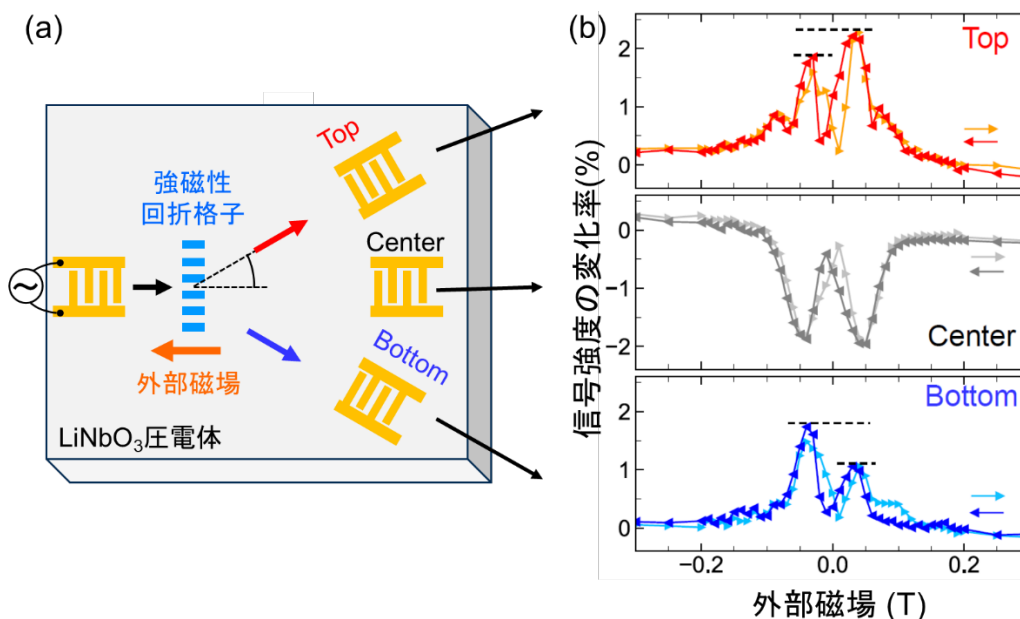 (a)
Top
強磁性
回折格子
Center
~
Bottom
外部磁場
LiNbO₃圧電体
(b)
信号強度の変化率(%)
2
1
0
Top
0
−1
−2
Center
2
1
0
Bottom
−0.2
0.0
0.2
外部磁場 (T)